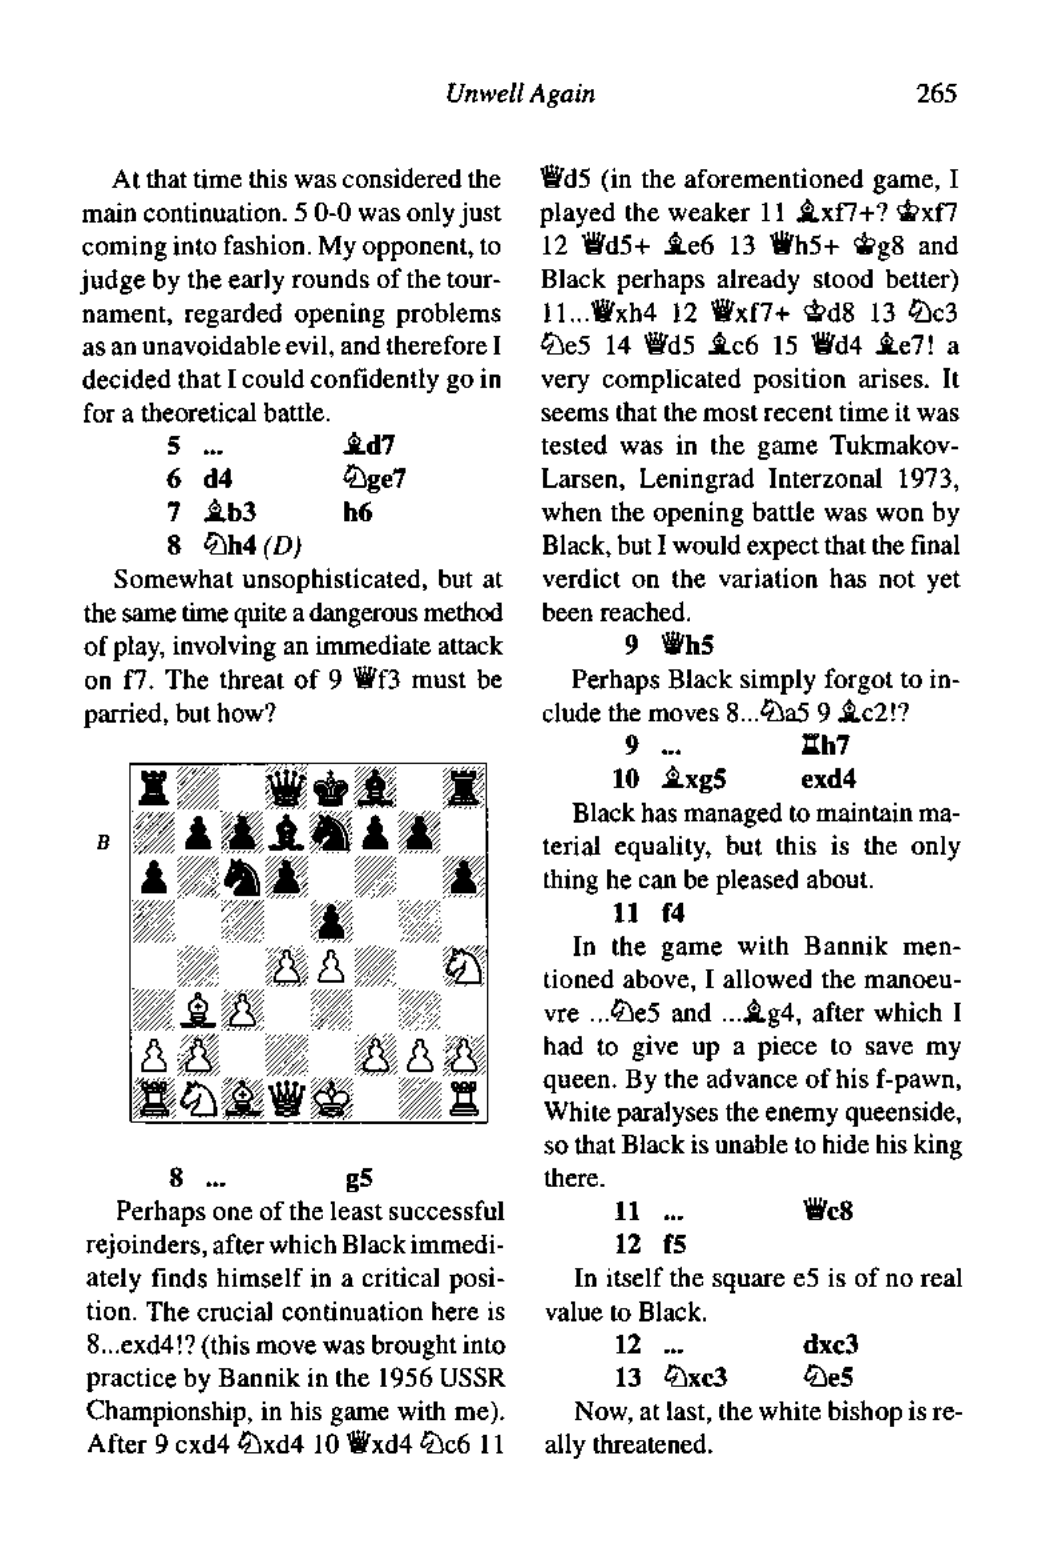 Unwell Again 265
At that time this was considered the
main continuation. 5 0-0 was only just
coming into fashion. My opponent, to
judge by the early rounds of the tour-
nament, regarded opening problems
as an unavoidable evil, and therefore I
decided that I could confidently go in
for a theoretical battle.
5 ... ♝d7
6 d4 ♘ge7
7 ♝b3 h6
8 ♘h4 (D)
Somewhat unsophisticated, but at
the same time quite a dangerous method
of play, involving an immediate attack
on f7. The threat of 9 ♕f3 must be
parried, but how?
B
8 ... g5
Perhaps one of the least successful
rejoinders, after which Black immedi-
ately finds himself in a critical posi-
tion. The crucial continuation here is
8...exd4!? (this move was brought into
practice by Bannik in the 1956 USSR
Championship, in his game with me).
After 9 cxd4 ♘xd4 10 ♕xd4 ♘c6 11
♕d5 (in the aforementioned game, I
played the weaker 11 ♝xf7+? ♔xf7
12 ♕d5+ ♝e6 13 ♕h5+ ♔g8 and
Black perhaps already stood better)
11...♕xh4 12 ♕xf7+ ♔d8 13 ♘c3
♘e5 14 ♕d5 ♝c6 15 ♕d4 ♝e7! a
very complicated position arises. It
seems that the most recent time it was
tested was in the game Tukmakov-
Larsen, Leningrad Interzonal 1973,
when the opening battle was won by
Black, but I would expect that the final
verdict on the variation has not yet
been reached.
9 ♕h5
Perhaps Black simply forgot to in-
clude the moves 8...♘a5 9 ♝c2!?
9 ... ♖h7
10 ♝xg5 exd4
Black has managed to maintain ma-
terial equality, but this is the only
thing he can be pleased about.
11 f4
In the game with Bannik men-
tioned above, I allowed the manoeu-
vre ...♘e5 and ...♝g4, after which I
had to give up a piece to save my
queen. By the advance of his f-pawn,
White paralyses the enemy queenside,
so that Black is unable to hide his king
there.
11 ... ♕c8
12 f5
In itself the square e5 is of no real
value to Black.
12 ... dxc3
13 ♘xc3 ♘e5
Now, at last, the white bishop is re-
ally threatened.